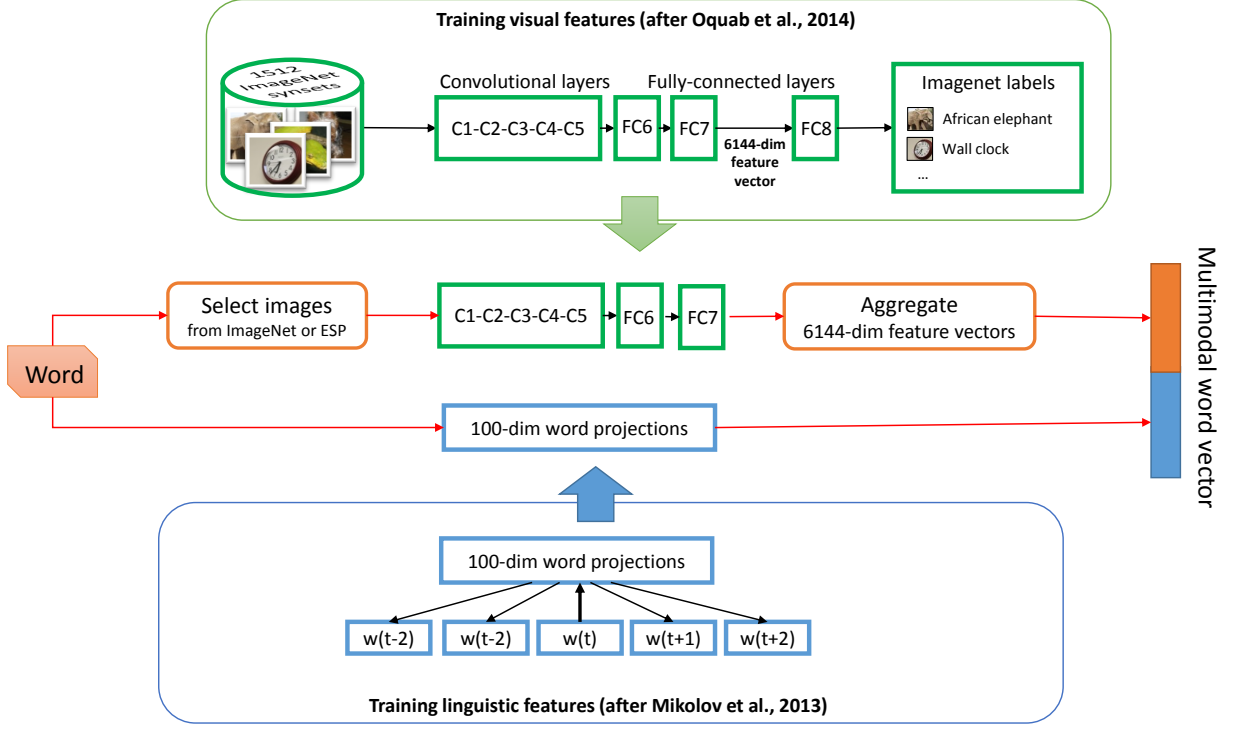 Training visual features (after Oquab et al., 2014)
1512
ImageNet
synsets
Convolutional layers
Fully-connected layers
C1-C2-C3-C4-C5
FC6
FC7
6144-dim
feature
vector
FC8
Imagenet labels
African elephant
Wall clock
...
Word
Select images
from ImageNet or ESP
C1-C2-C3-C4-C5
FC6
FC7
Aggregate
6144-dim feature vectors
100-dim word projections
Multimodal word vector
100-dim word projections
w(t-2)
w(t-2)
w(t)
w(t+1)
w(t+2)
Training linguistic features (after Mikolov et al., 2013)